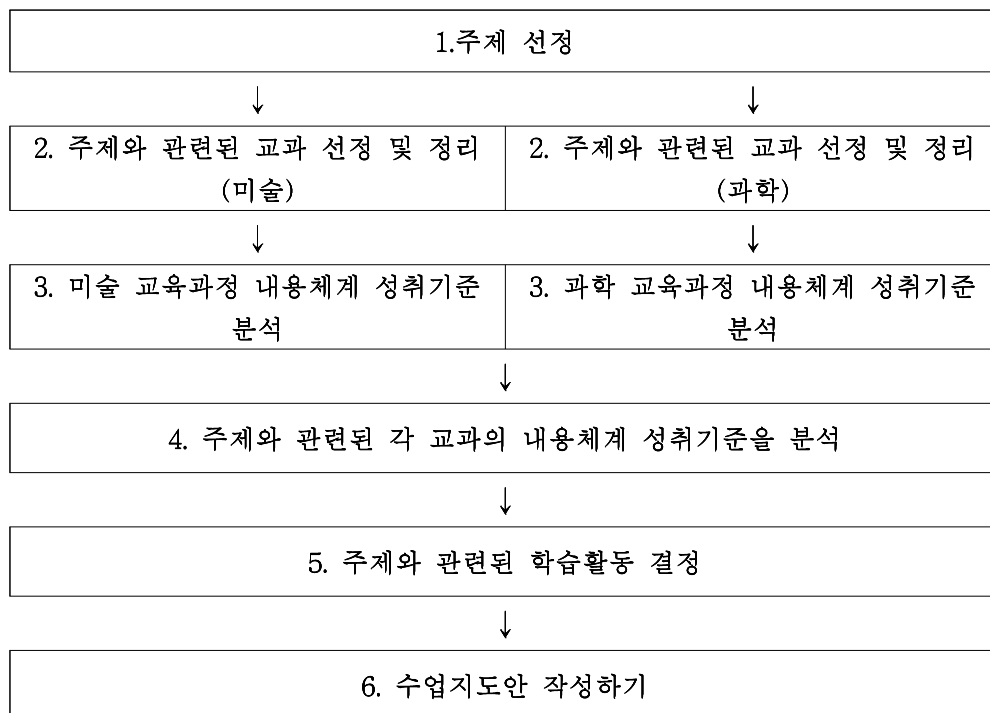 1.주제 선정
↓ ↓
2. 주제와 관련된 교과 선정 및 정리
(미술)
2. 주제와 관련된 교과 선정 및 정리
(과학)
↓ ↓
3. 미술 교육과정 내용체계 성취기준
분석
3. 과학 교육과정 내용체계 성취기준
분석
↓
4. 주제와 관련된 각 교과의 내용체계 성취기준을 분석
↓
5. 주제와 관련된 학습활동 결정
↓
6. 수업지도안 작성하기